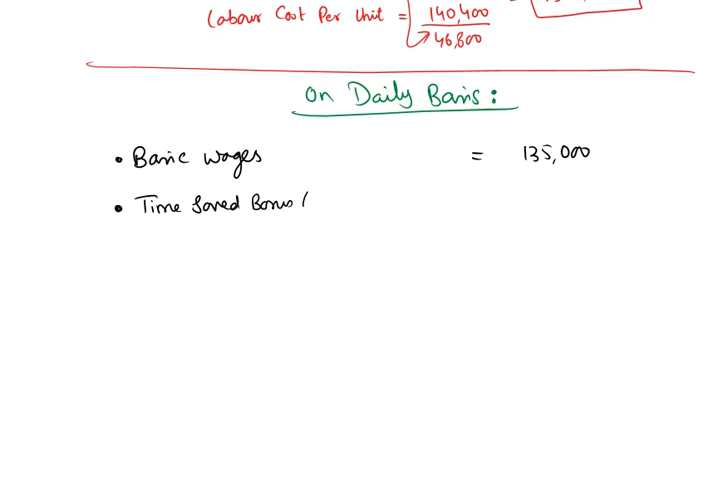 Labour Cost Per Unit = 140,400
46,800
On Daily Basis :
• Basic wages = 135,000
• Time Saved Bonus (